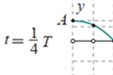 y
A
t = 1/4 T